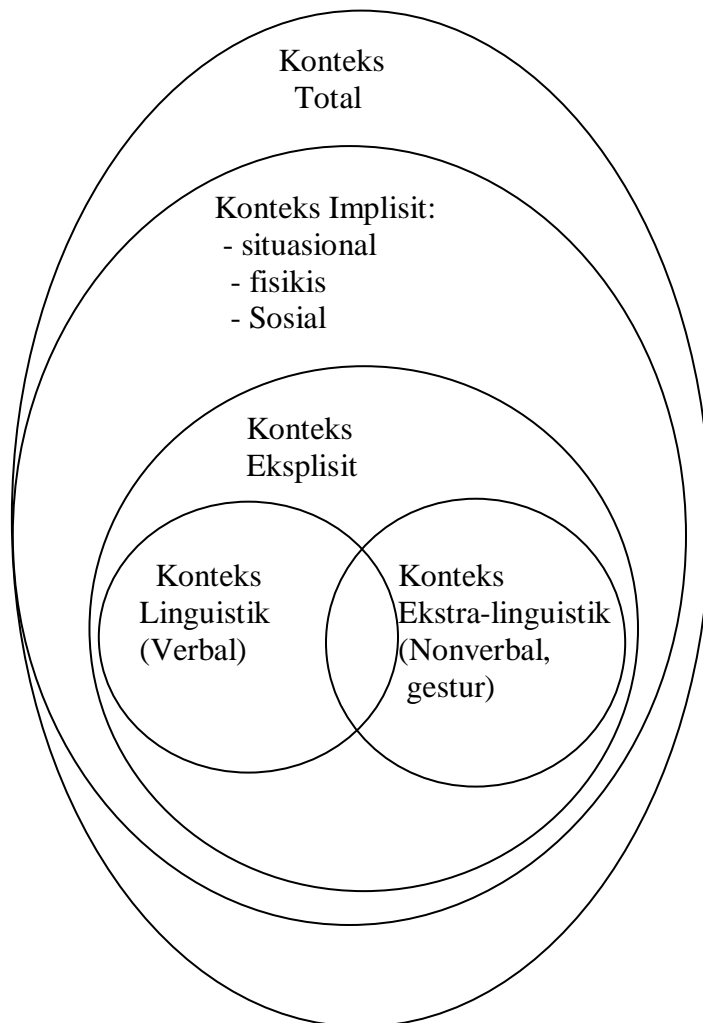 Konteks
Total
Konteks Implisit:
- situasional
- fisikis
- Sosial
Konteks
Eksplisit
Konteks
Linguistik
(Verbal)
Konteks
Ekstra-linguistik
(Nonverbal,
gestur)